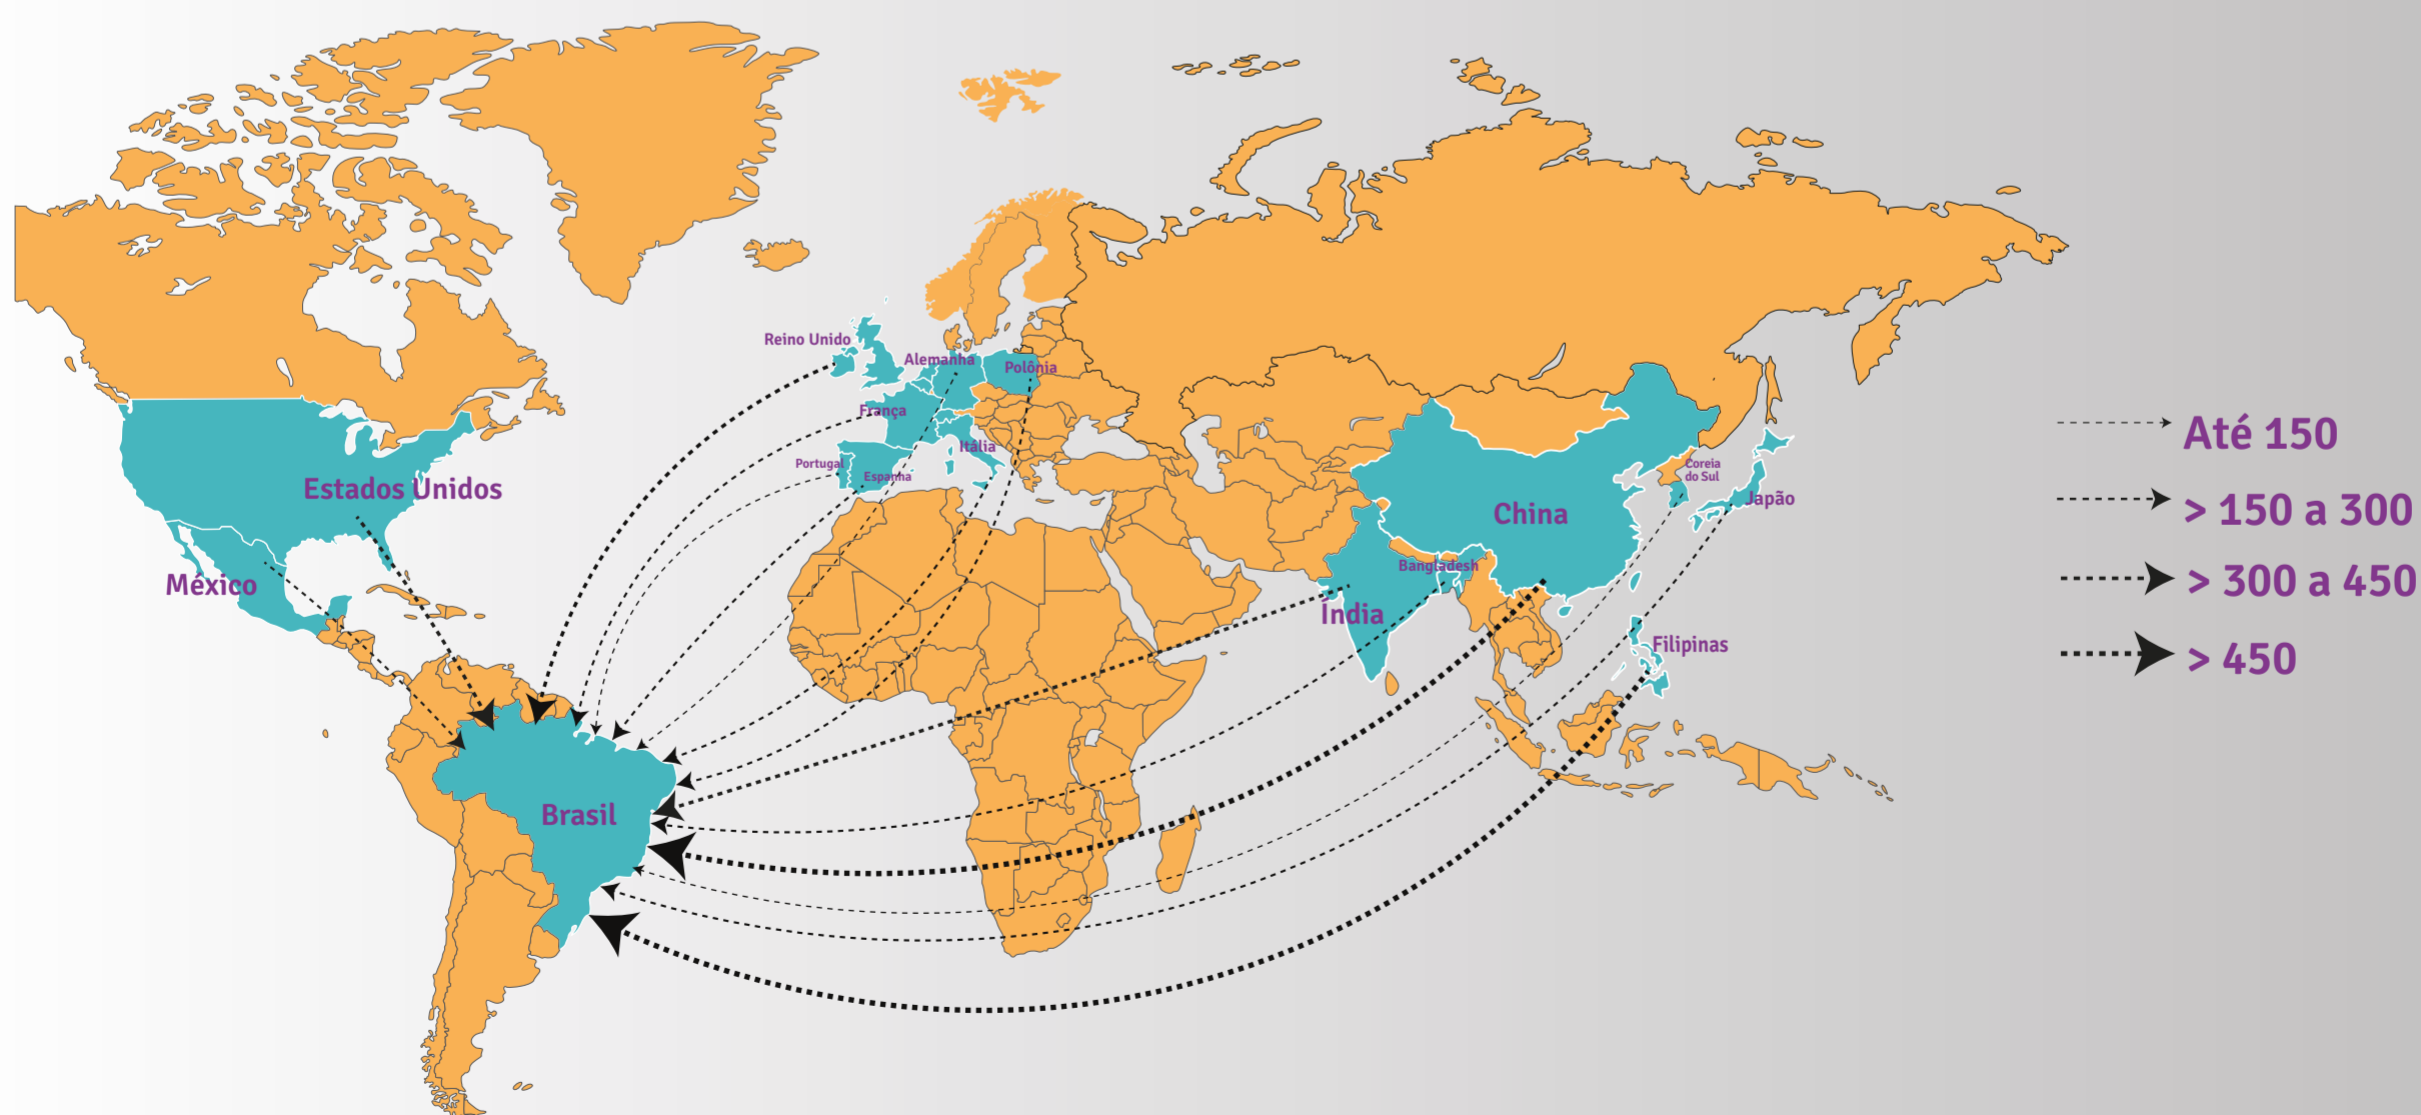 Reino Unido
Alemanha
Polônia
França
Itália
Portugal
Espanha
Estados Unidos
México
China
Coreia
do Sul
Japão
Bangladesh
Índia
Filipinas
Brasil
Até 150
> 150 a 300
> 300 a 450
> 450